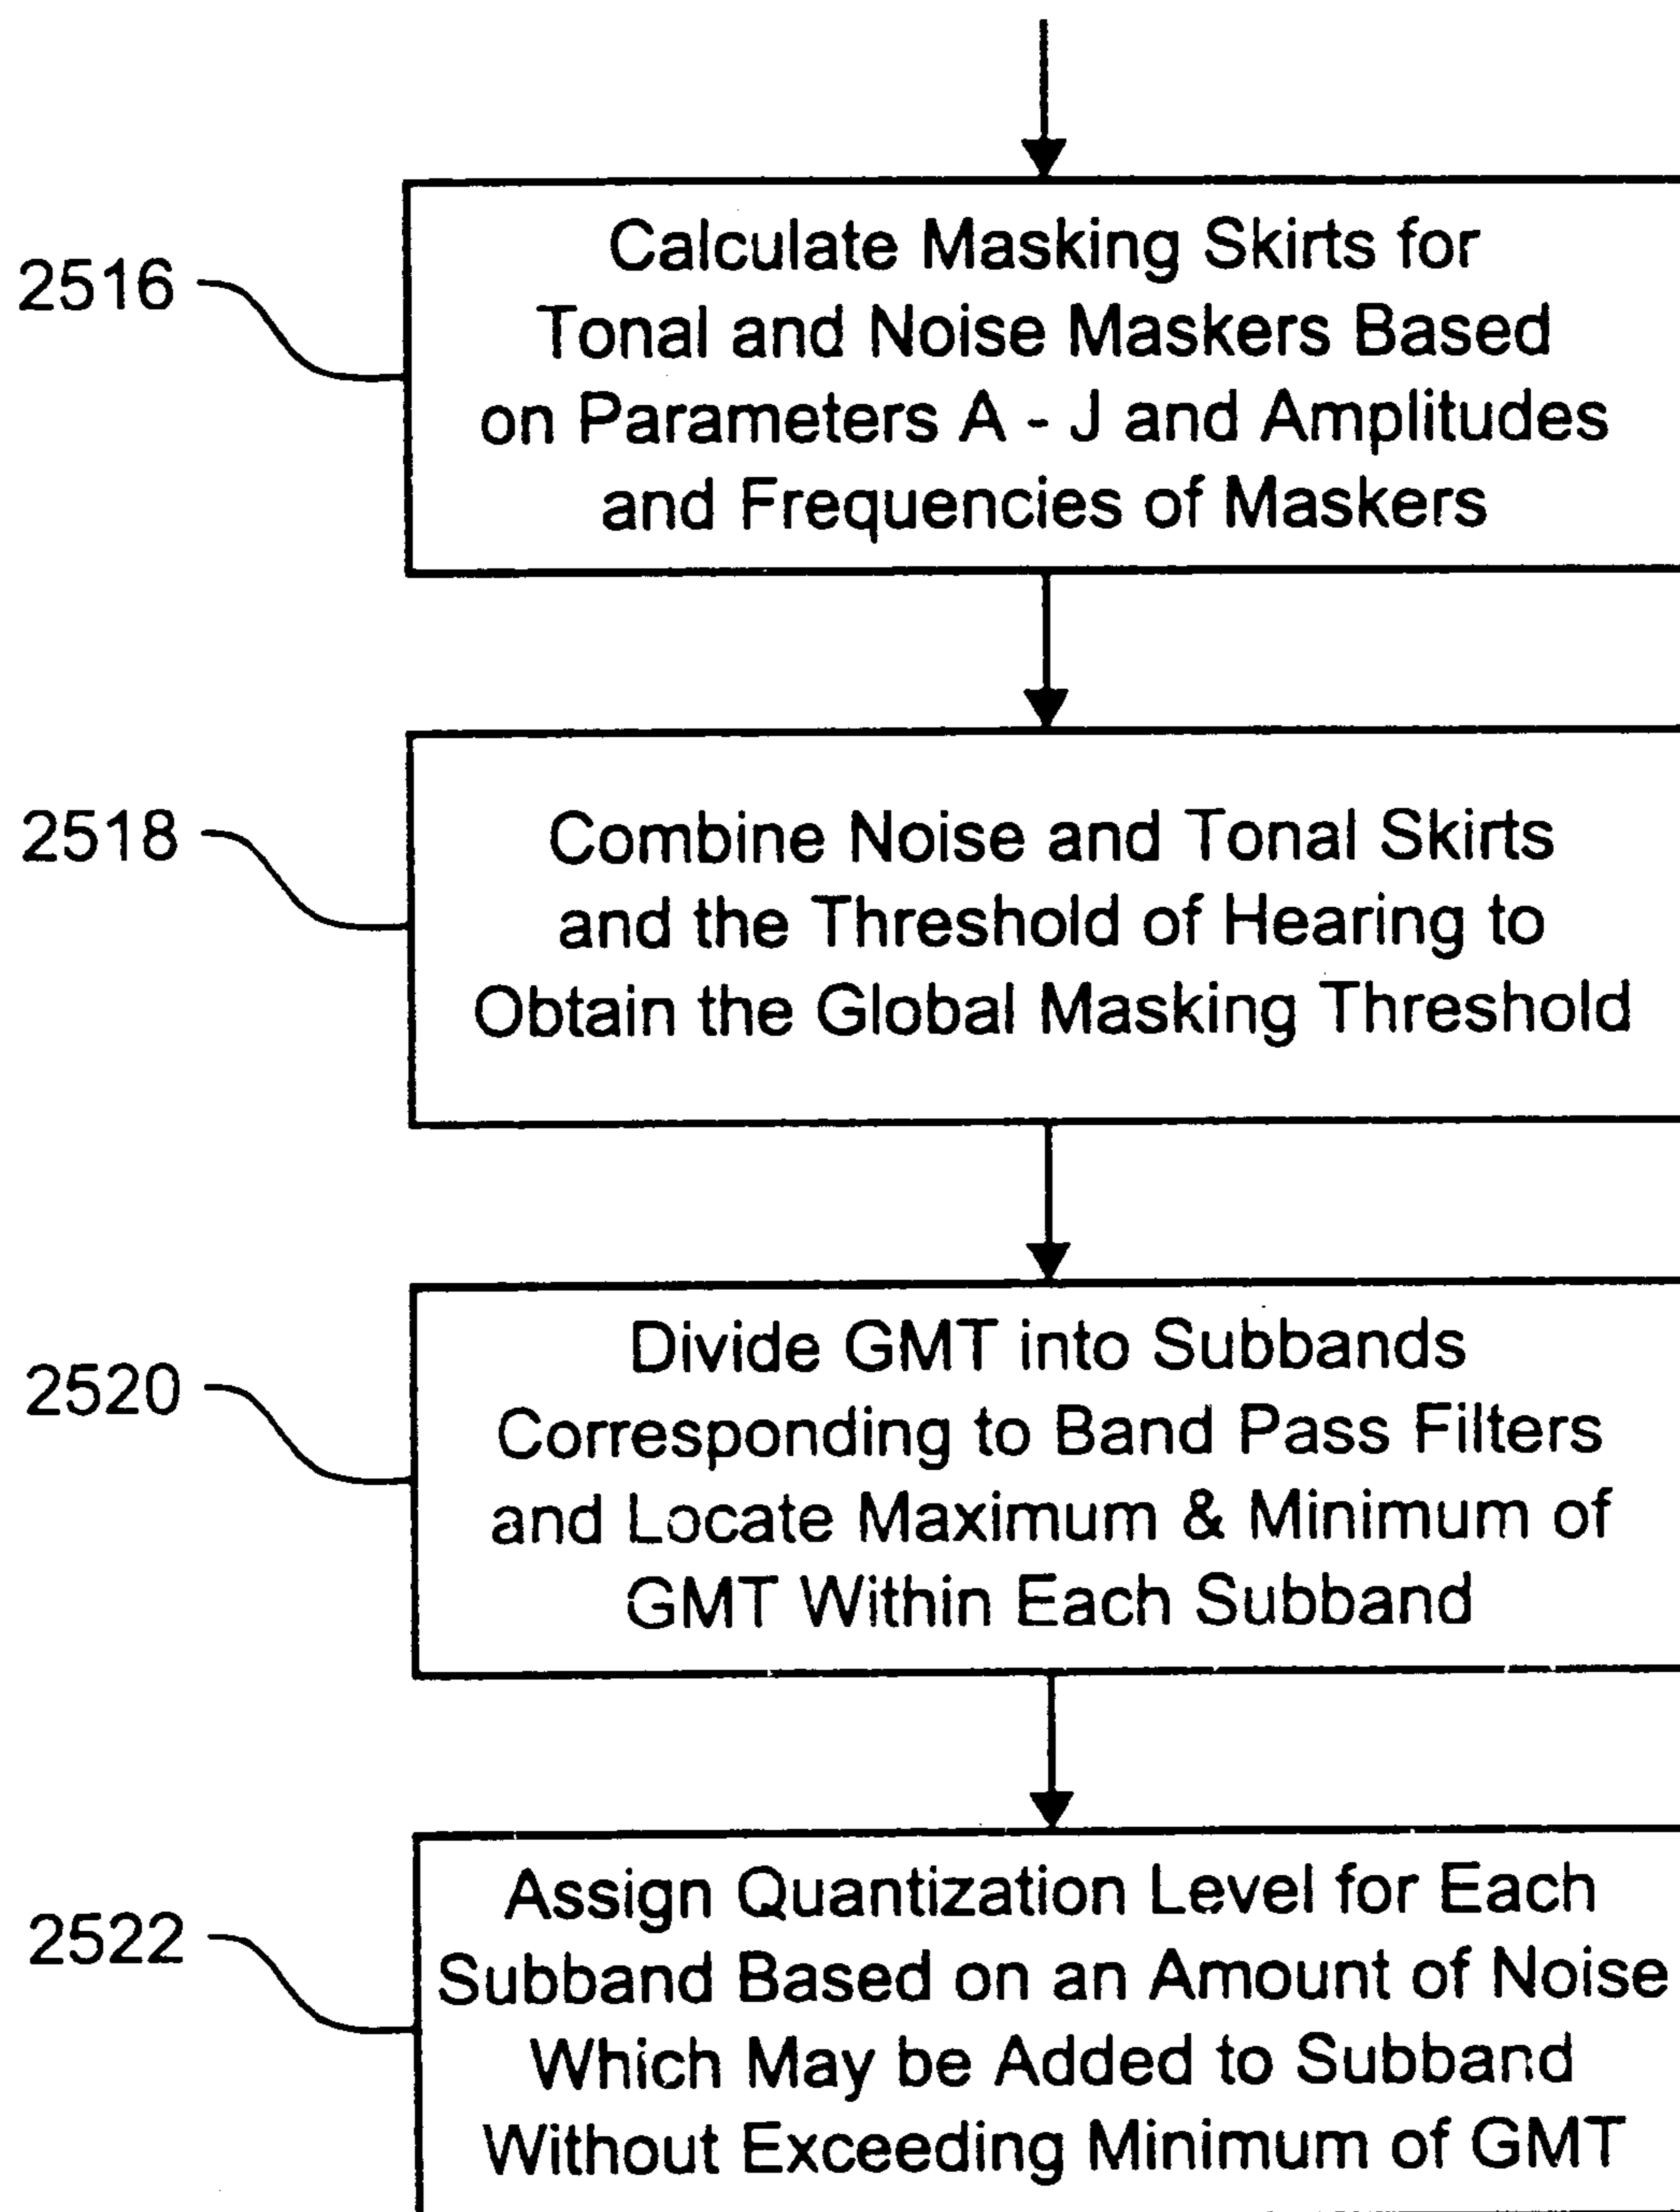 2516
Calculate Masking Skirts for
Tonal and Noise Maskers Based
on Parameters A - J and Amplitudes
and Frequencies of Maskers
2518
Combine Noise and Tonal Skirts
and the Threshold of Hearing to
Obtain the Global Masking Threshold
2520
Divide GMT into Subbands
Corresponding to Band Pass Filters
and Locate Maximum & Minimum of
GMT Within Each Subband
2522
Assign Quantization Level for Each
Subband Based on an Amount of Noise
Which May be Added to Subband
Without Exceeding Minimum of GMT